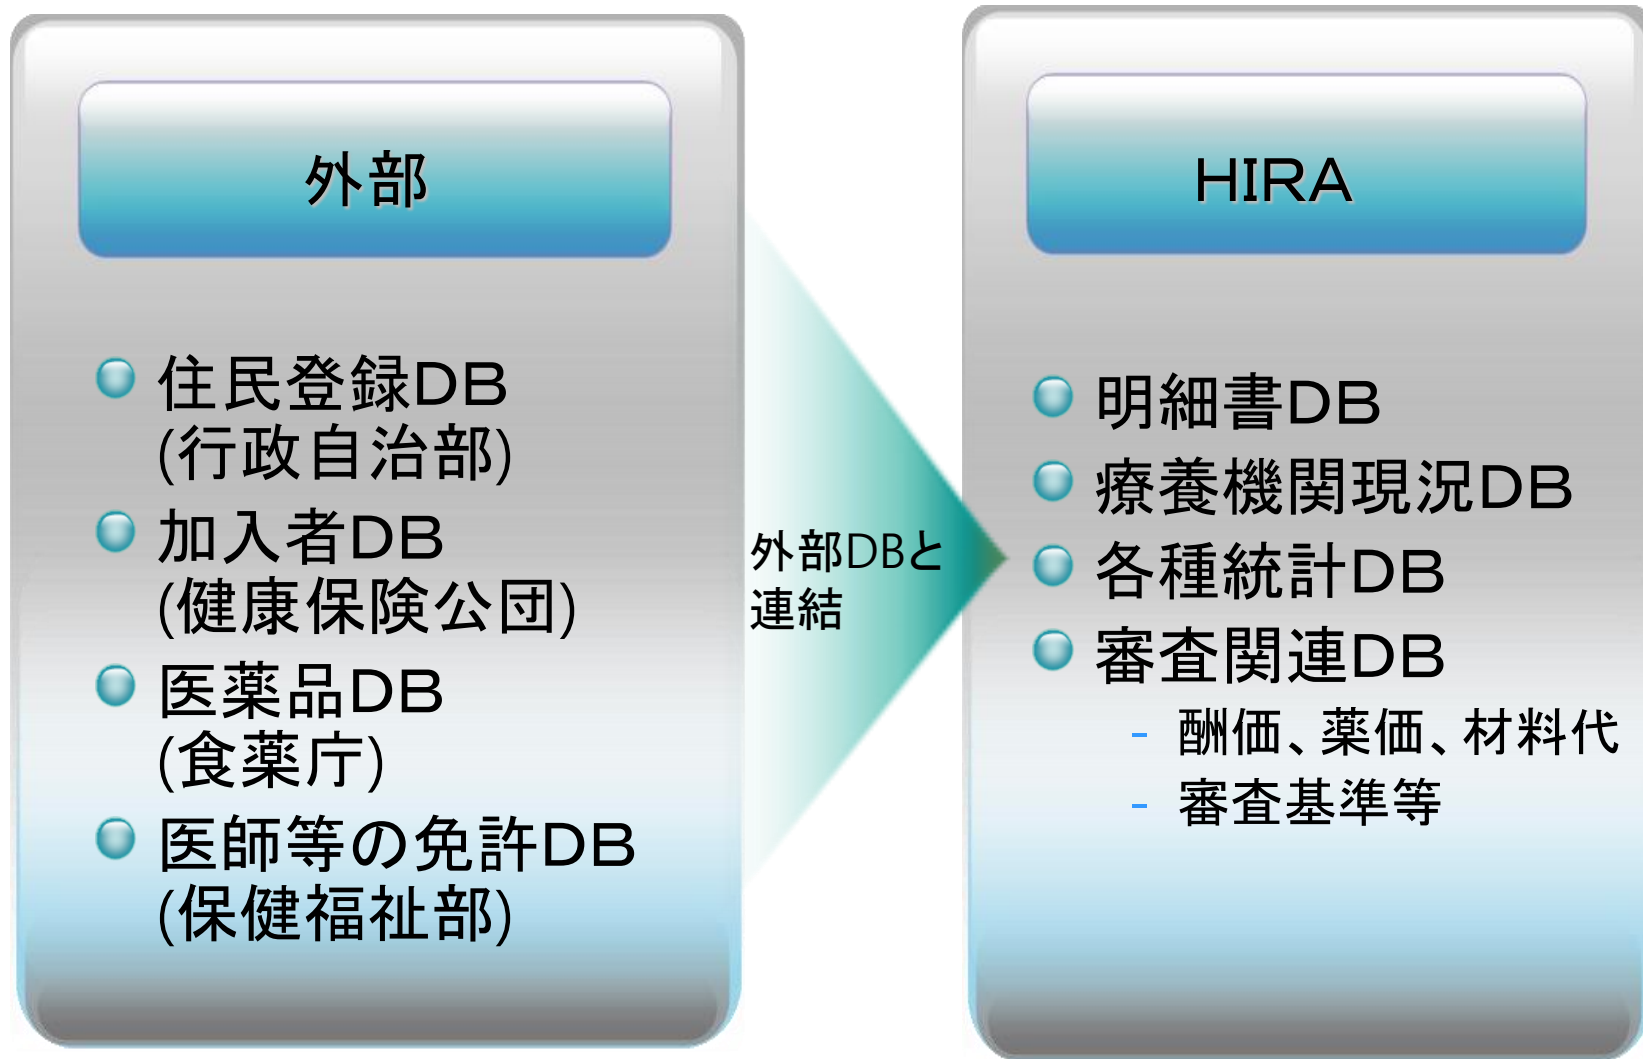 外部
住民登録DB
(行政自治部)
加入者DB
(健康保険公団)
医薬品DB
(食薬庁)
医師等の免許DB
(保健福祉部)
外部DBと
連結
HIRA
明細書DB
療養機関現況DB
各種統計DB
審査関連DB
- 酬価、薬価、材料代
- 審査基準等